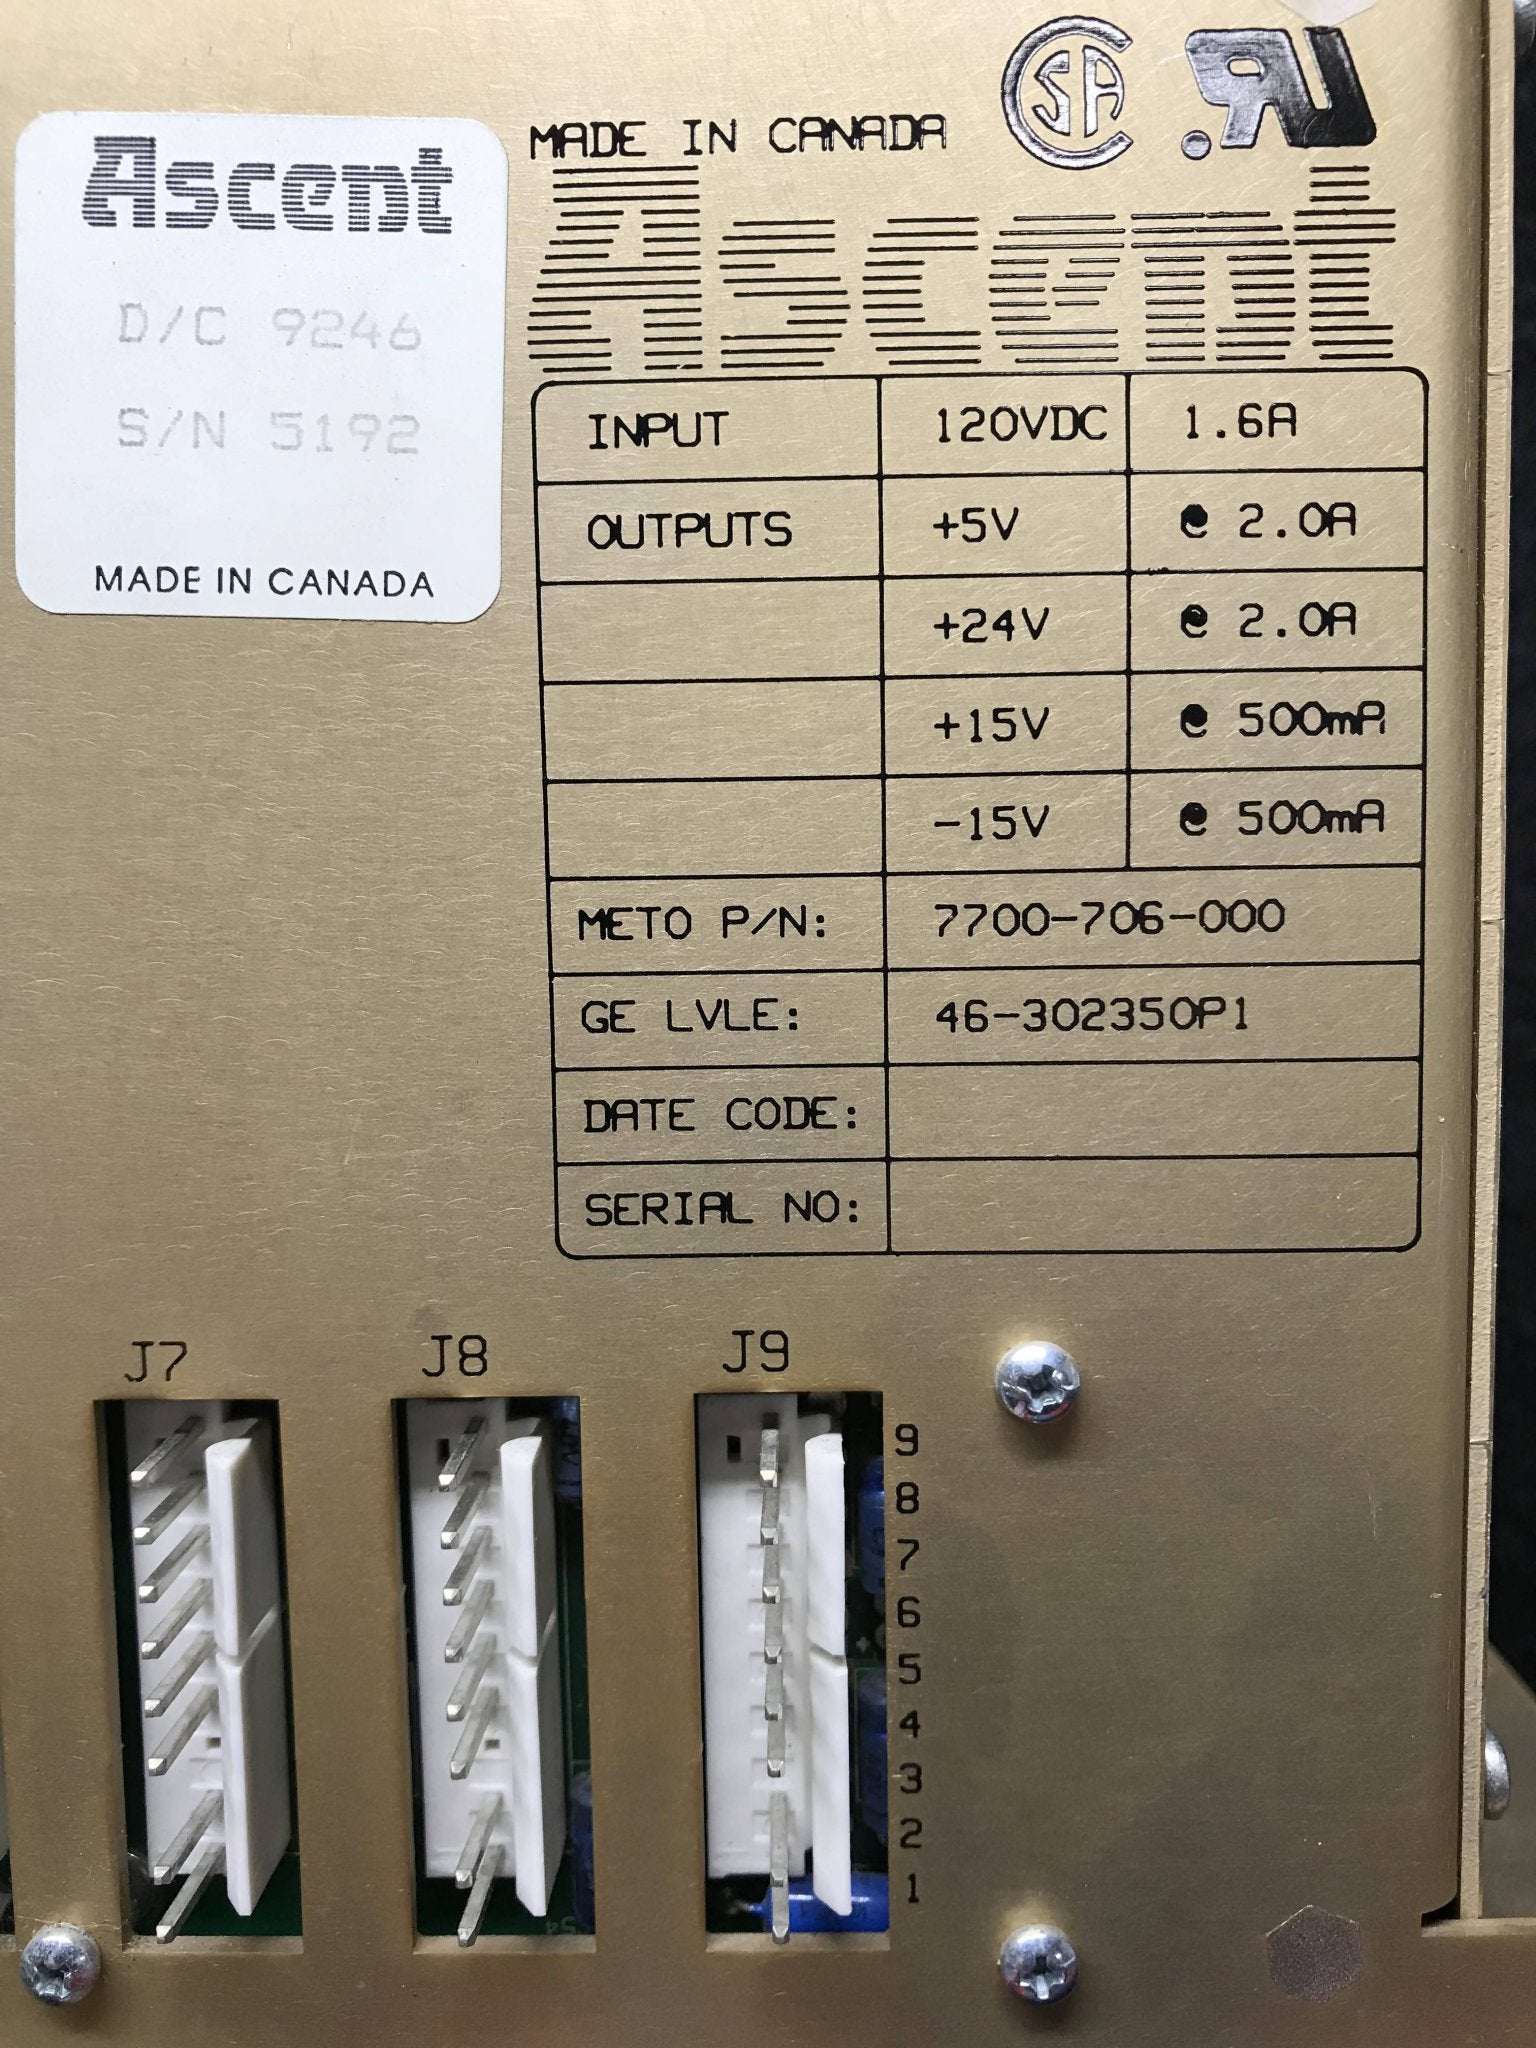 Ascent
D/C 9246
S/N 5192
MADE IN CANADA
MADE IN CANADA
CSA
UR
Ascent
INPUT 120VDC 1.6A
OUTPUTS +5V @ 2.0A
+24V @ 2.0A
+15V @ 500mA
-15V @ 500mA
METO P/N: 7700-706-000
GE LVLE: 46-302350P1
DATE CODE:
SERIAL NO:
J7 J8 J9
9
8
7
6
5
4
3
2
1